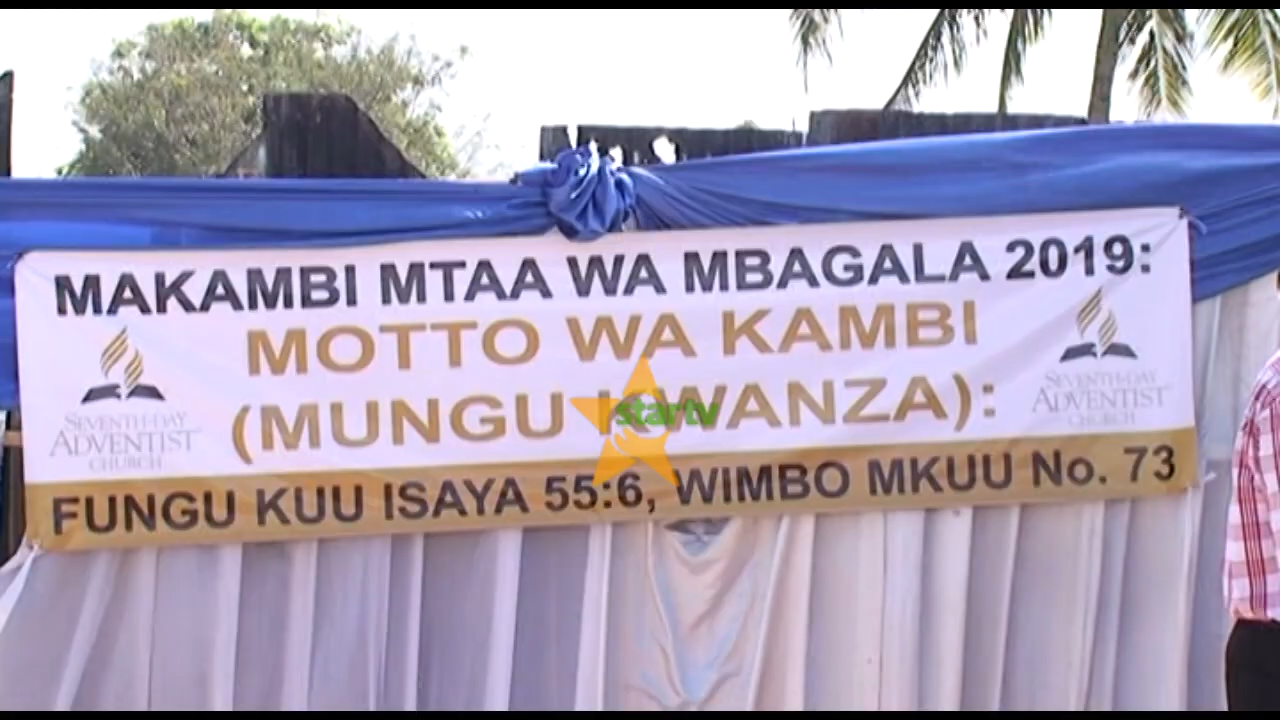 MAKAMBI MTAA WA MBAGALA 2019:
MOTTO WA KAMBI
(MUNGU KWANZA):
SEVENTH-DAY
ADVENTIST
CHURCH
SEVENTH-DAY
ADVENTIST
CHURCH
startv
FUNGU KUU ISAYA 55:6, WIMBO MKUU No. 73